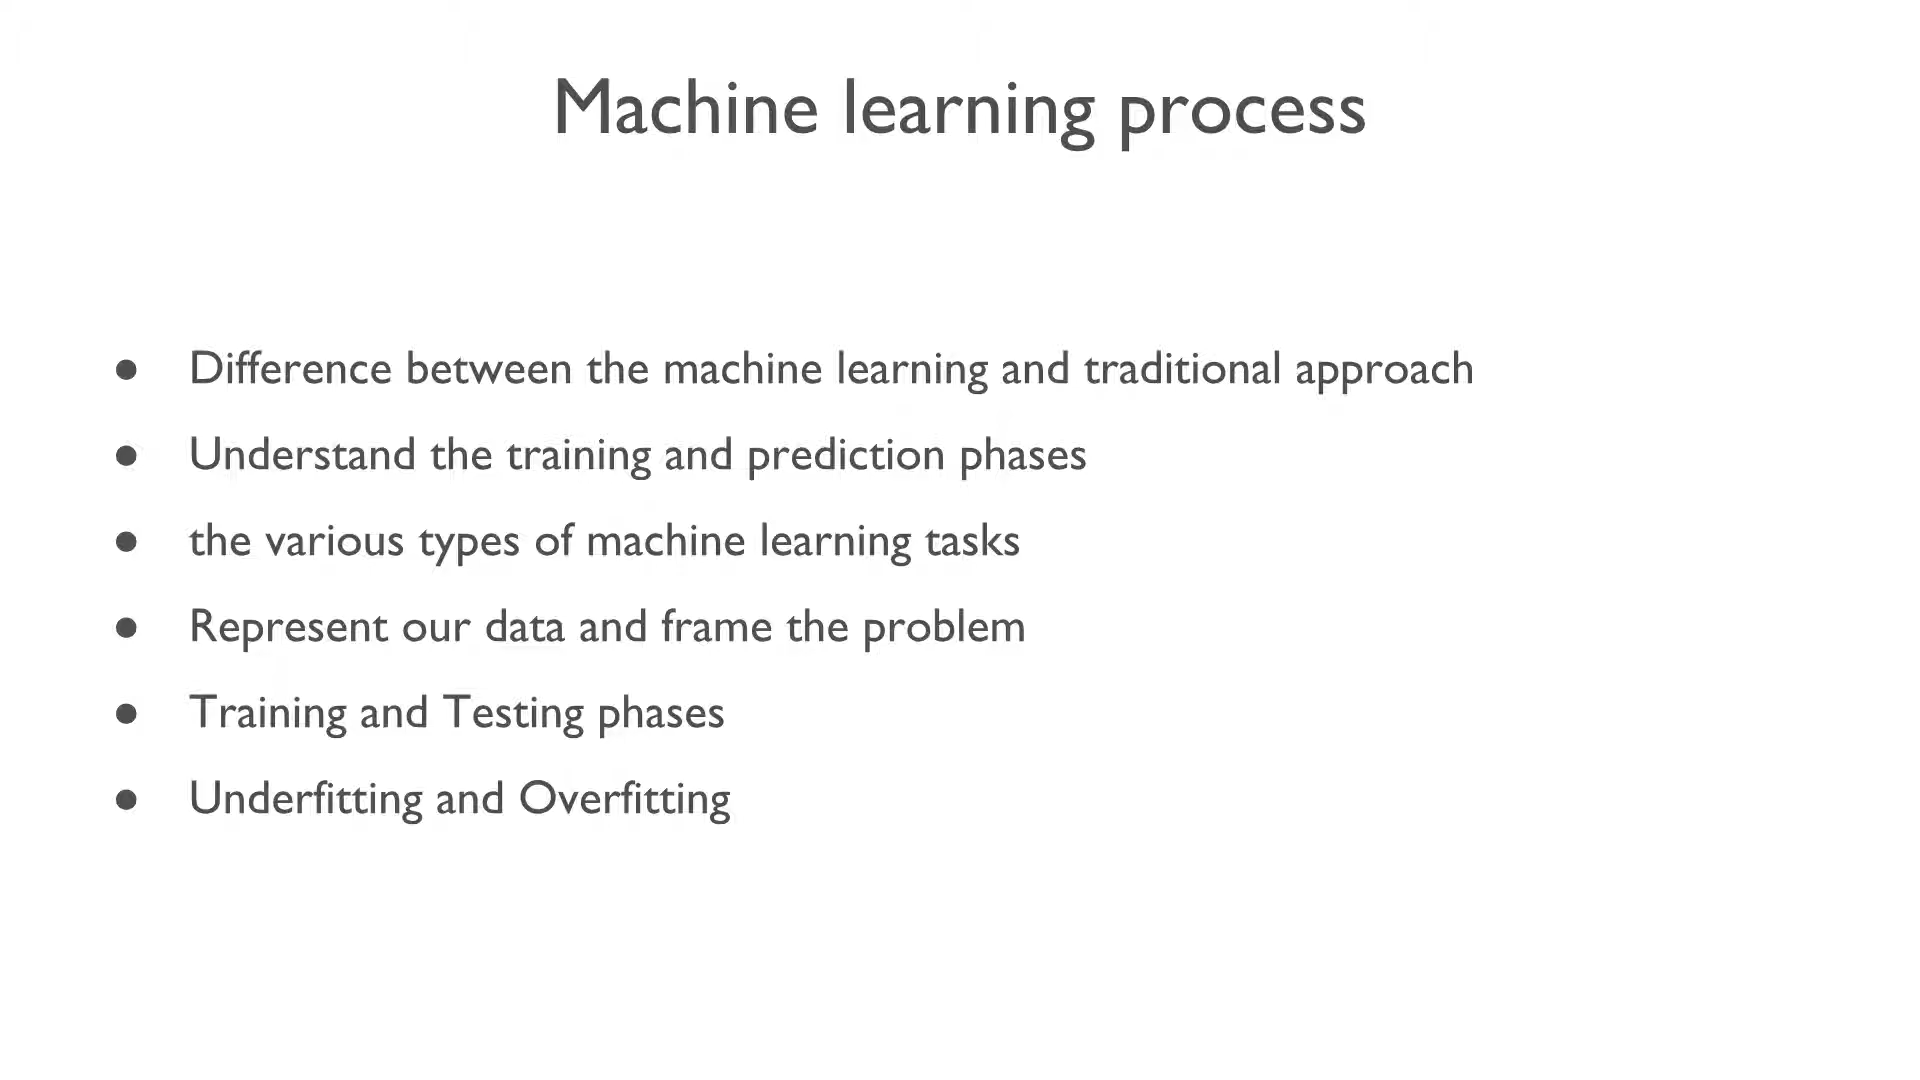 Machine learning process
● Difference between the machine learning and traditional approach
● Understand the training and prediction phases
● the various types of machine learning tasks
● Represent our data and frame the problem
● Training and Testing phases
● Underfitting and Overfitting